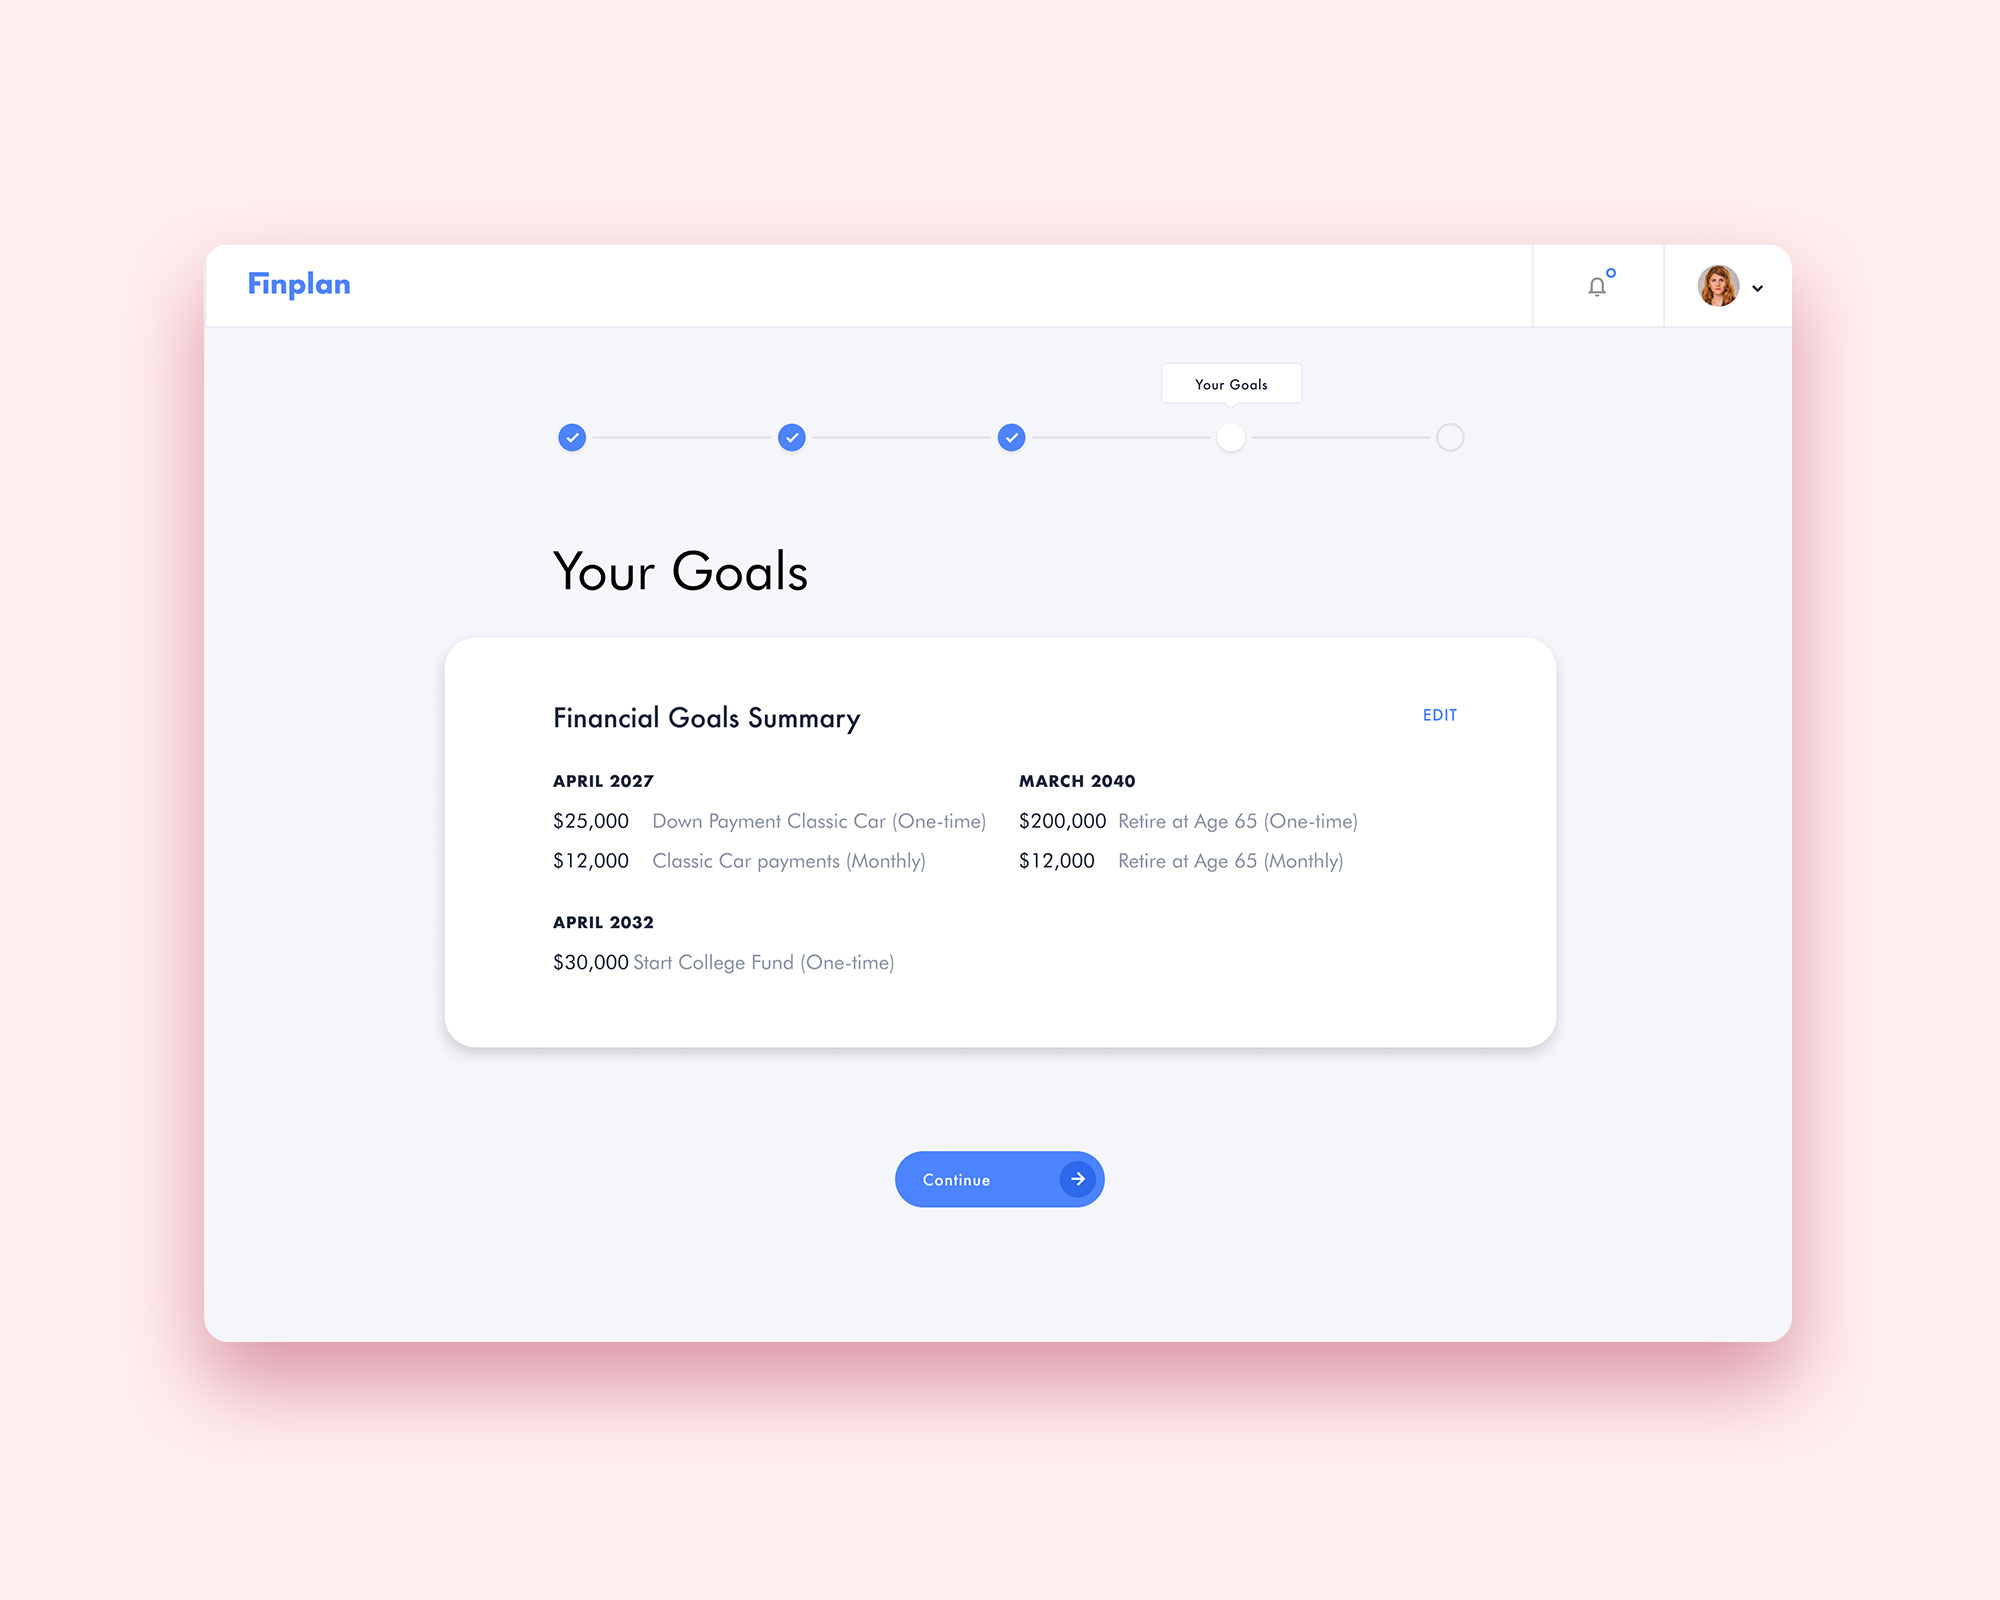 Finplan
Your Goals
Your Goals
Financial Goals Summary
EDIT
APRIL 2027
$25,000 Down Payment Classic Car (One-time)
$12,000 Classic Car payments (Monthly)
APRIL 2032
$30,000 Start College Fund (One-time)
MARCH 2040
$200,000 Retire at Age 65 (One-time)
$12,000 Retire at Age 65 (Monthly)
Continue